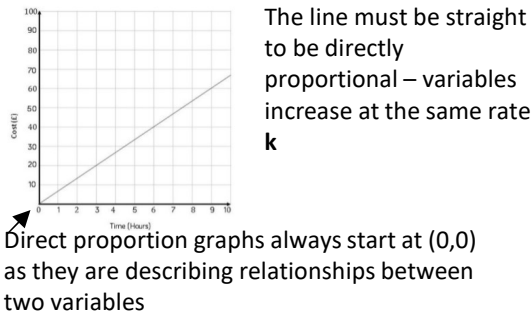 The line must be straight
to be directly
proportional – variables
increase at the same rate
k
100
90
80
70
60
50
40
30
20
10
Cost(£)
0 1 2 3 4 5 6 7 8 9 10
Time (Hours)
Direct proportion graphs always start at (0,0)
as they are describing relationships between
two variables